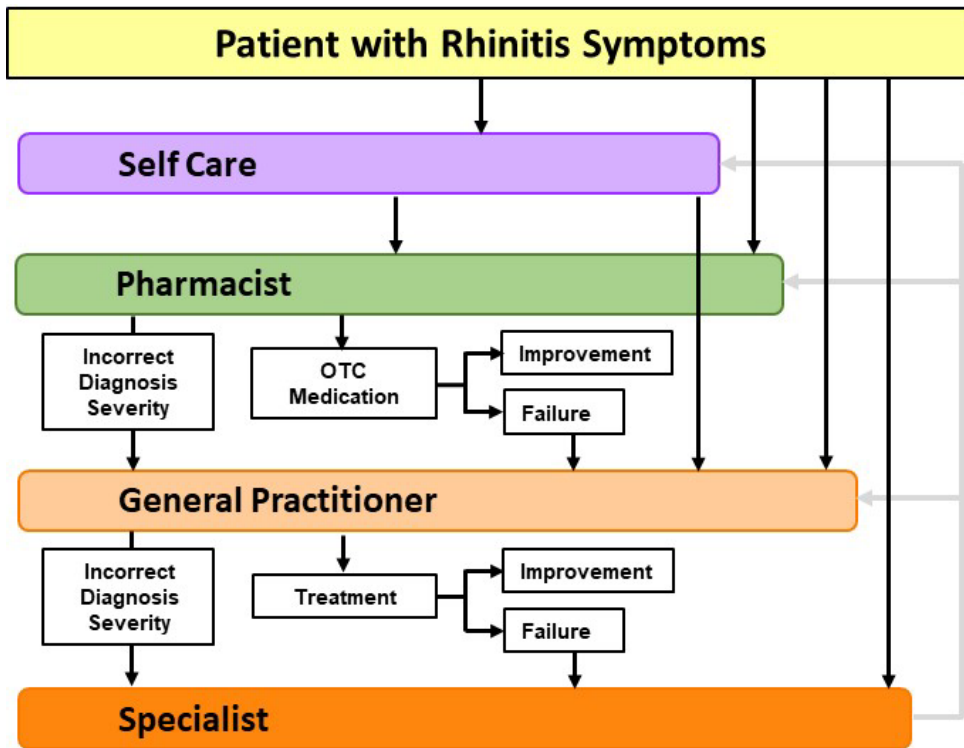 Patient with Rhinitis Symptoms
Self Care
Pharmacist
Incorrect
Diagnosis
Severity
OTC
Medication
Improvement
Failure
General Practitioner
Incorrect
Diagnosis
Severity
Treatment
Improvement
Failure
Specialist